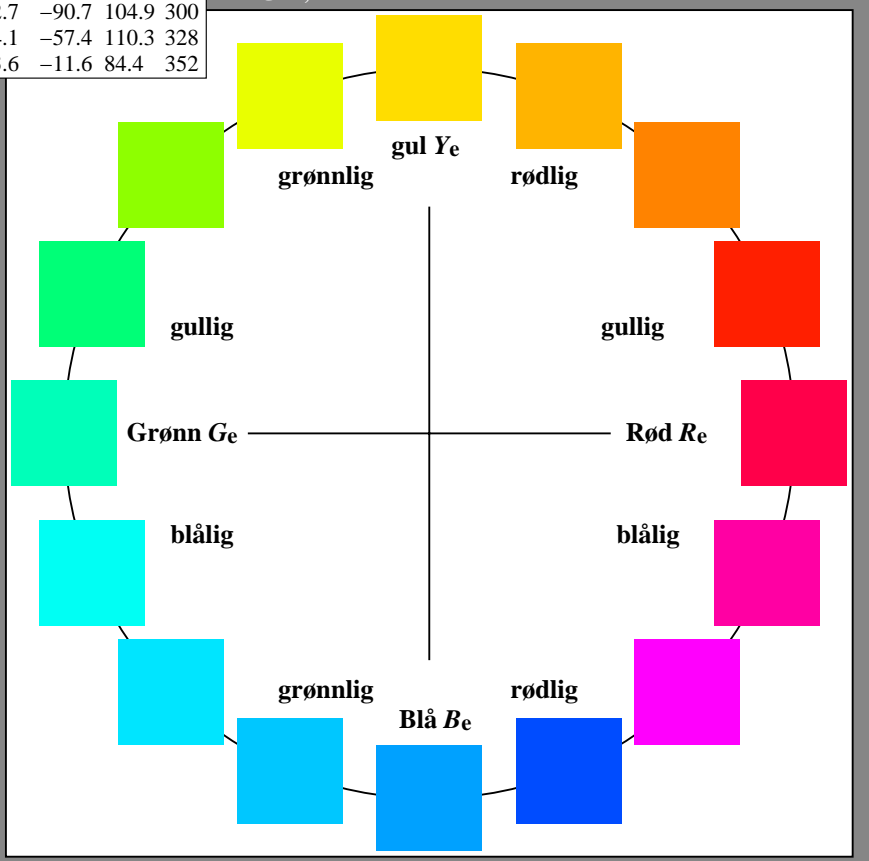 −90.7 104.9 300
−57.4 110.3 328
−11.6 84.4 352
gul Ye
grønnlig rødlig
gullig gullig
Grønn Ge Rød Re
blålig blålig
grønnlig rødlig
Blå Be